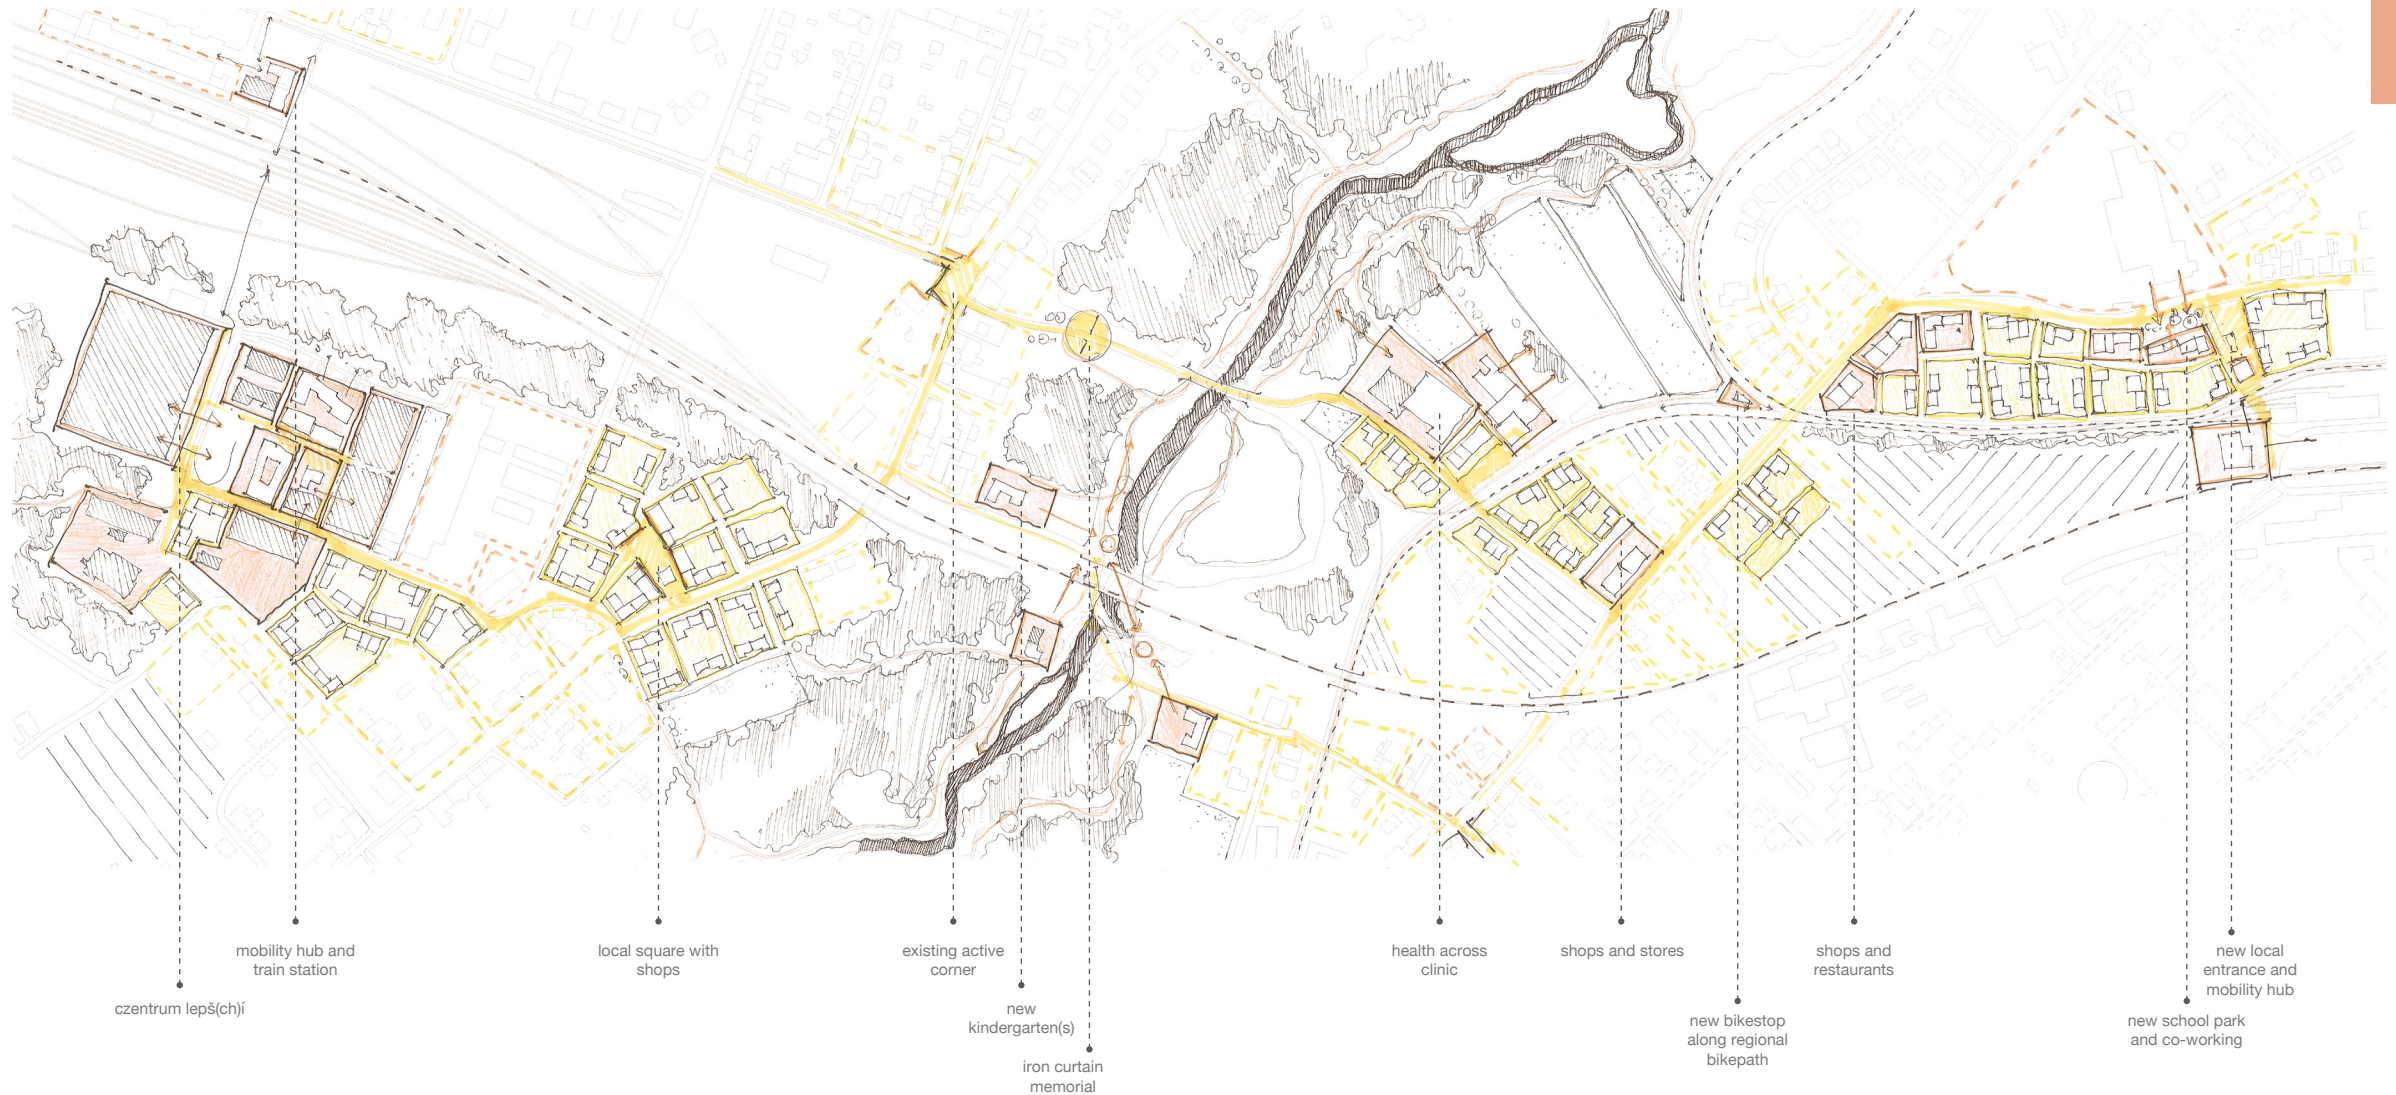 mobility hub and
train station
local square with
shops
existing active
corner
health across
clinic
shops and stores
shops and
restaurants
new local
entrance and
mobility hub
czentrum lepš(ch)í
new
kindergarten(s)
new bikestop
along regional
bikepath
new school park
and co-working
iron curtain
memorial